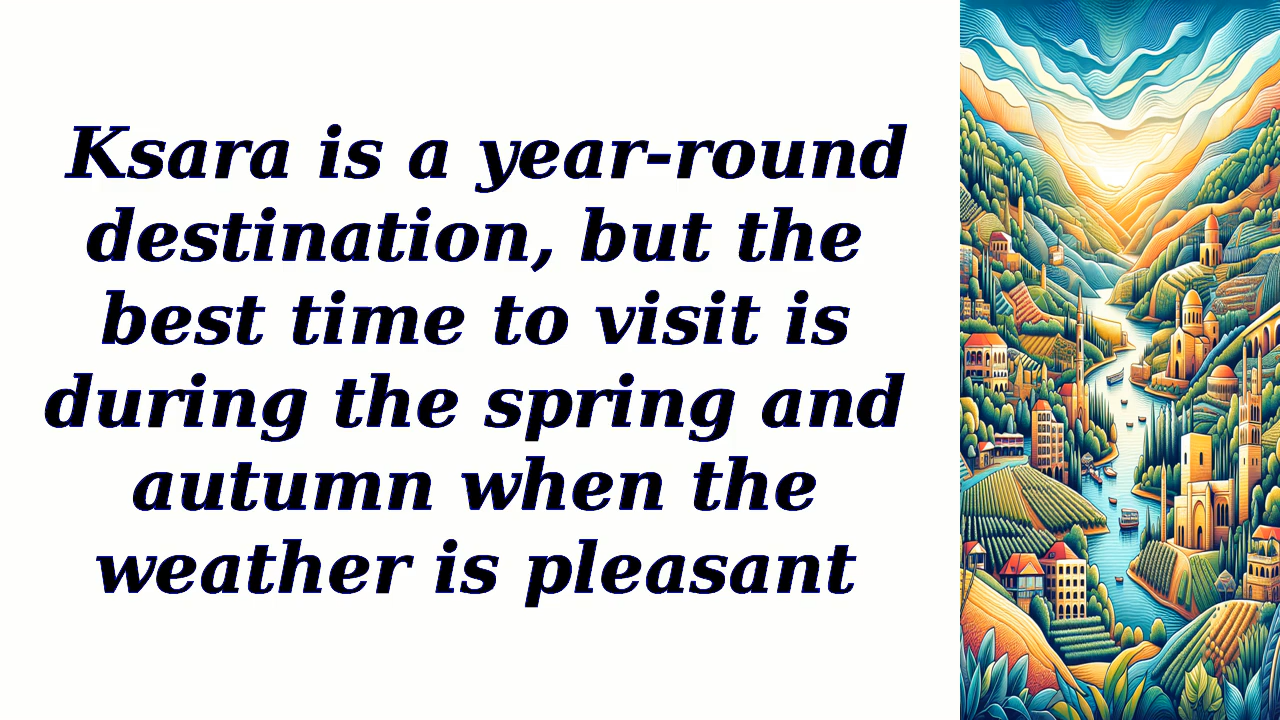 Ksara is a year-round
destination, but the
best time to visit is
during the spring and
autumn when the
weather is pleasant